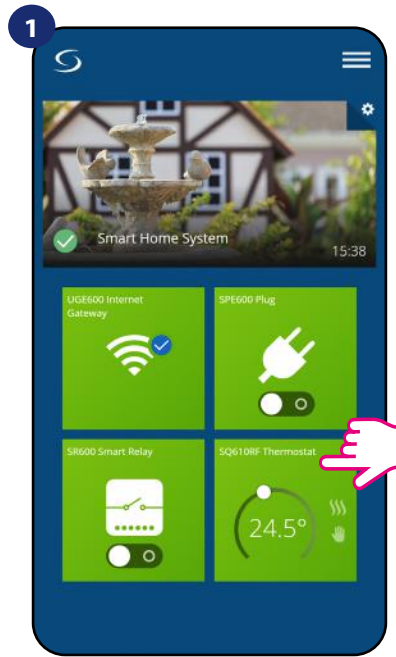 1
Smart Home System
15:38
UGE600 Internet
Gateway
SPE600 Plug
SR600 Smart Relay
SQ610RF Thermostat
24.5°